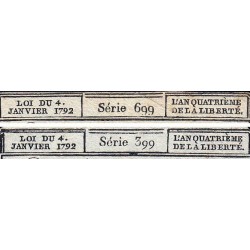 LOI DU 4.
JANVIER 1792
Série 699
L'AN QUATRIÈME
DE LA LIBERTÉ.
LOI DU 4.
JANVIER 1792
Série 399
L'AN QUATRIÈME
DE LA LIBERTÉ.